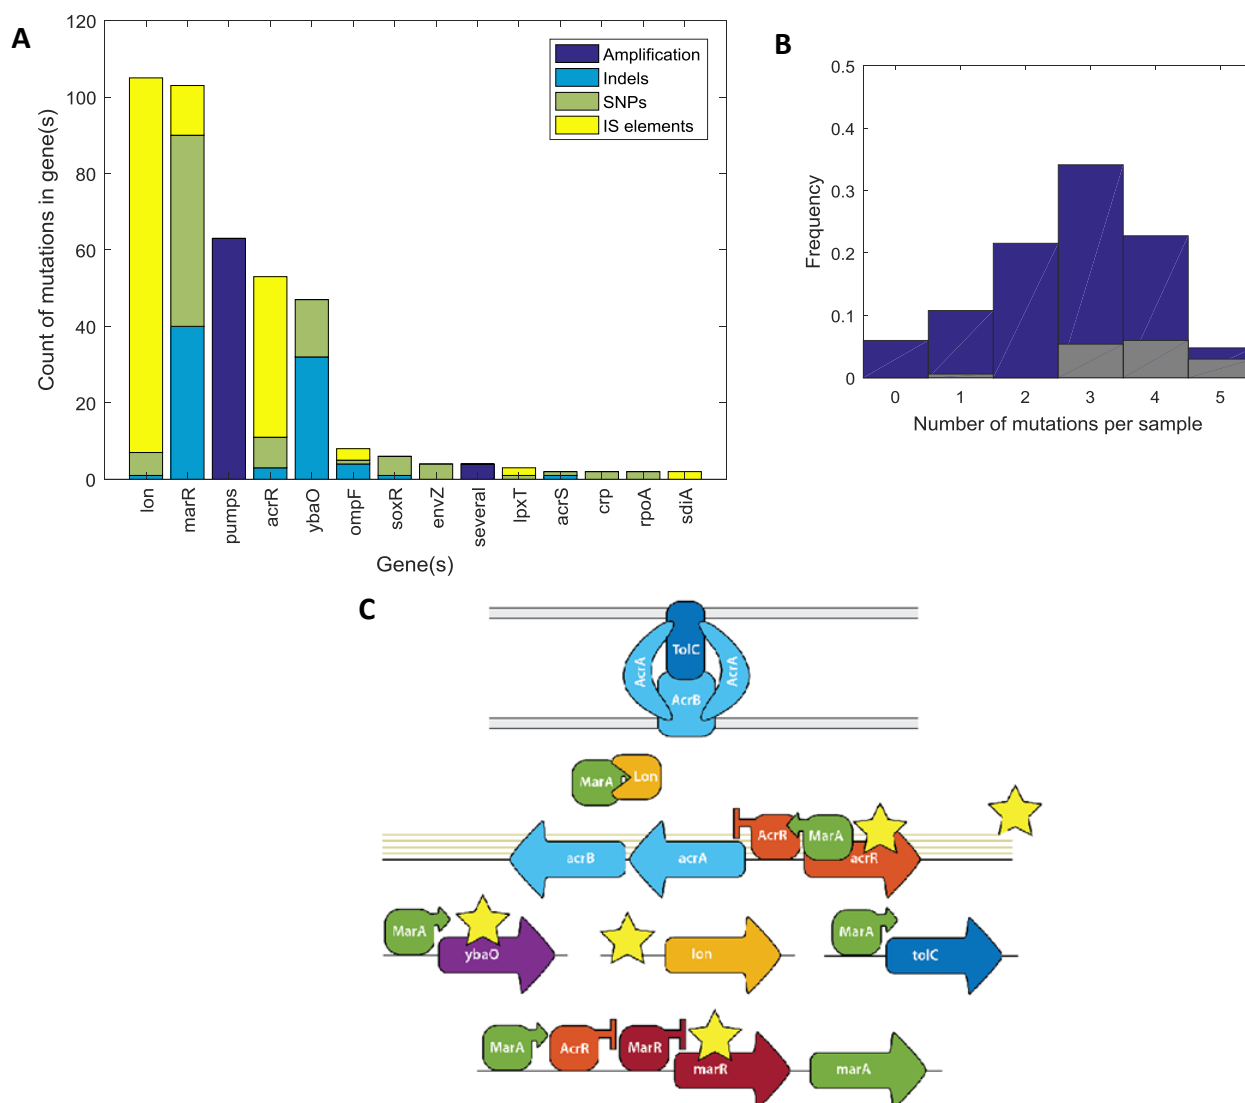 A
120
100
80
60
40
20
0
Count of mutations in gene(s)
Amplification
Indels
SNPs
IS elements
lon
marR
pumps
acrR
ybaO
ompF
soxR
envZ
several
lpxT
acrS
crp
rpoA
sdiA
Gene(s)
B
0.5
0.4
0.3
0.2
0.1
0
Frequency
0 1 2 3 4 5
Number of mutations per sample
C
TolC
AcrA
AcrA
AcrB
MarA Lon
AcrR MarA
acrB acrA acrR
MarA MarA
ybaO lon tolC
MarA AcrR MarR
marR marA